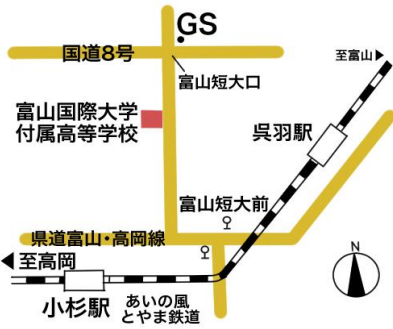 GS
国道8号
至富山▶
富山短大口
富山国際大学
付属高等学校
呉羽駅
富山短大前
県道富山・高岡線
◀至高岡
N
小杉駅
あいの風
とやま鉄道